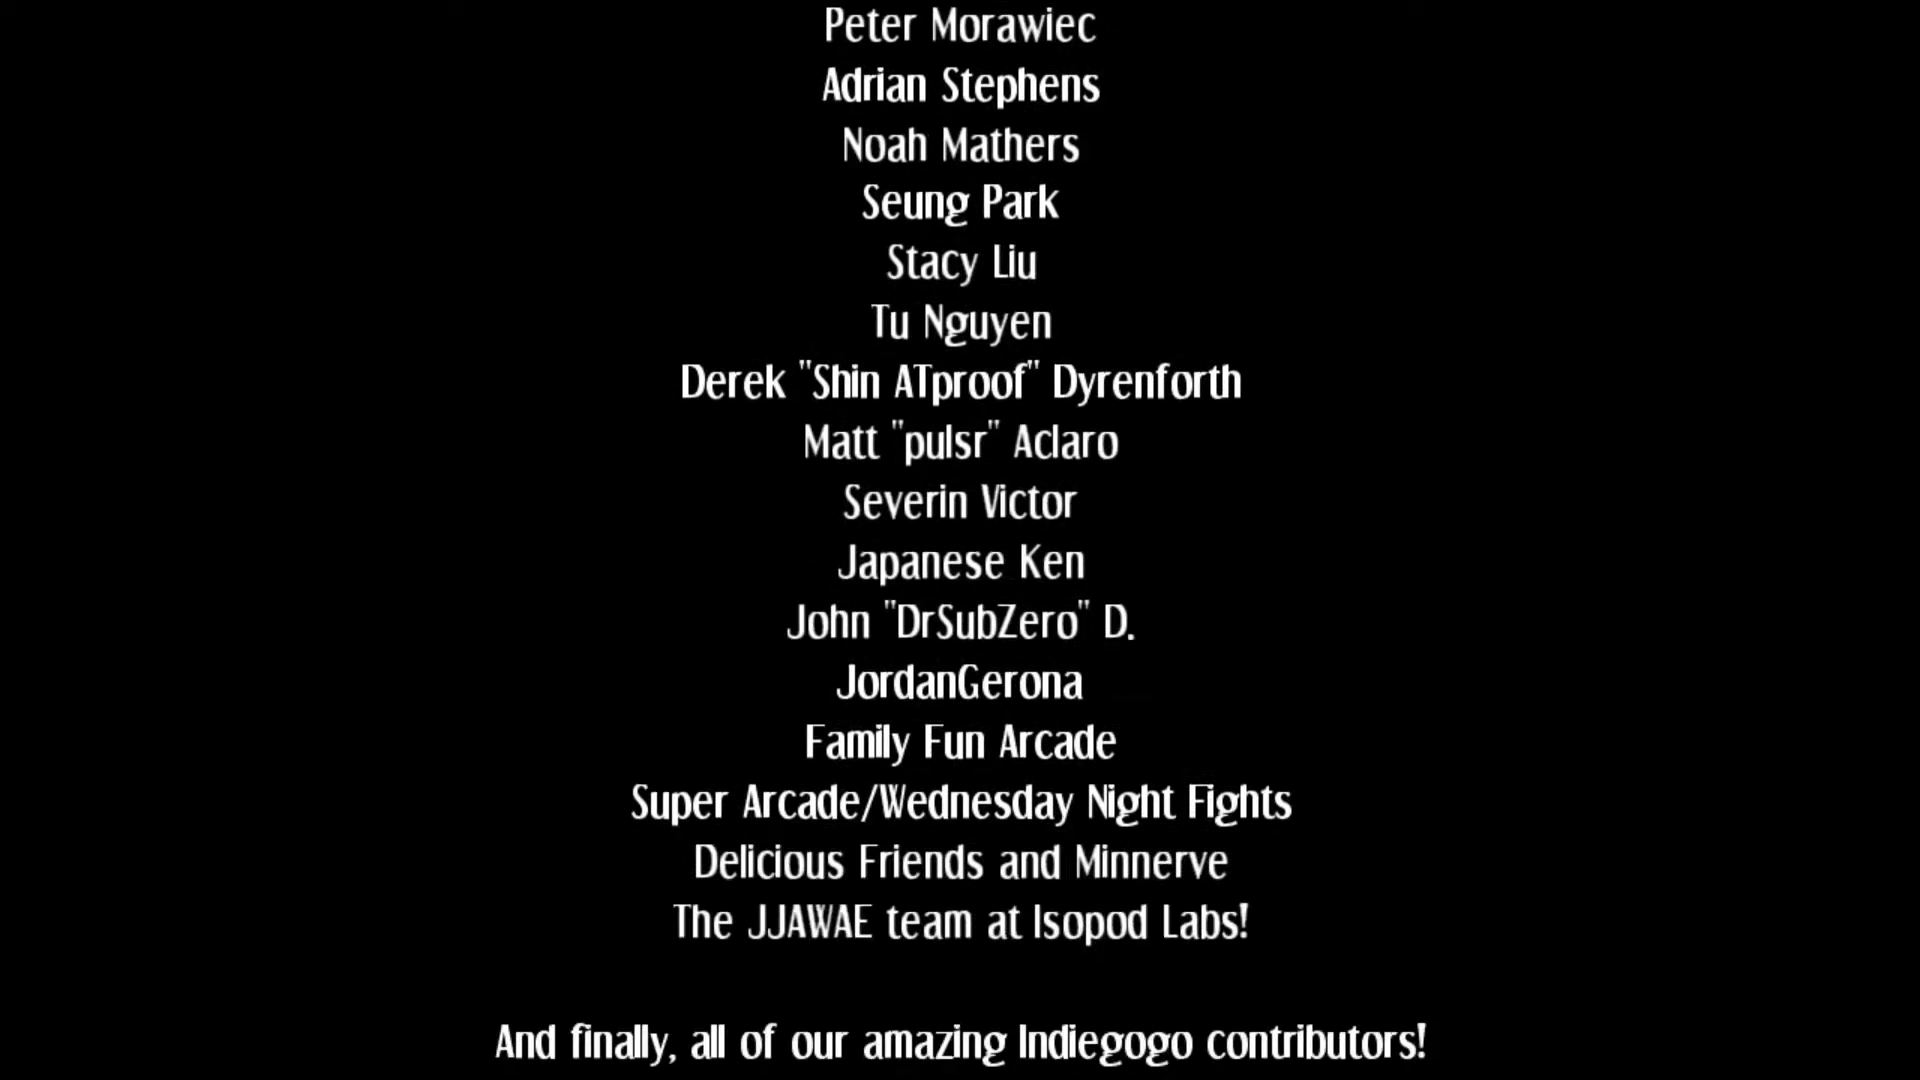 Peter Morawiec
Adrian Stephens
Noah Mathers
Seung Park
Stacy Liu
Tu Nguyen
Derek "Shin ATproof" Dyrenforth
Matt "pulsr" Aclaro
Severin Victor
Japanese Ken
John "DrSubZero" D.
JordanGerona
Family Fun Arcade
Super Arcade/Wednesday Night Fights
Delicious Friends and Minnerve
The JJAWAE team at Isopod Labs!
And finally, all of our amazing Indiegogo contributors!